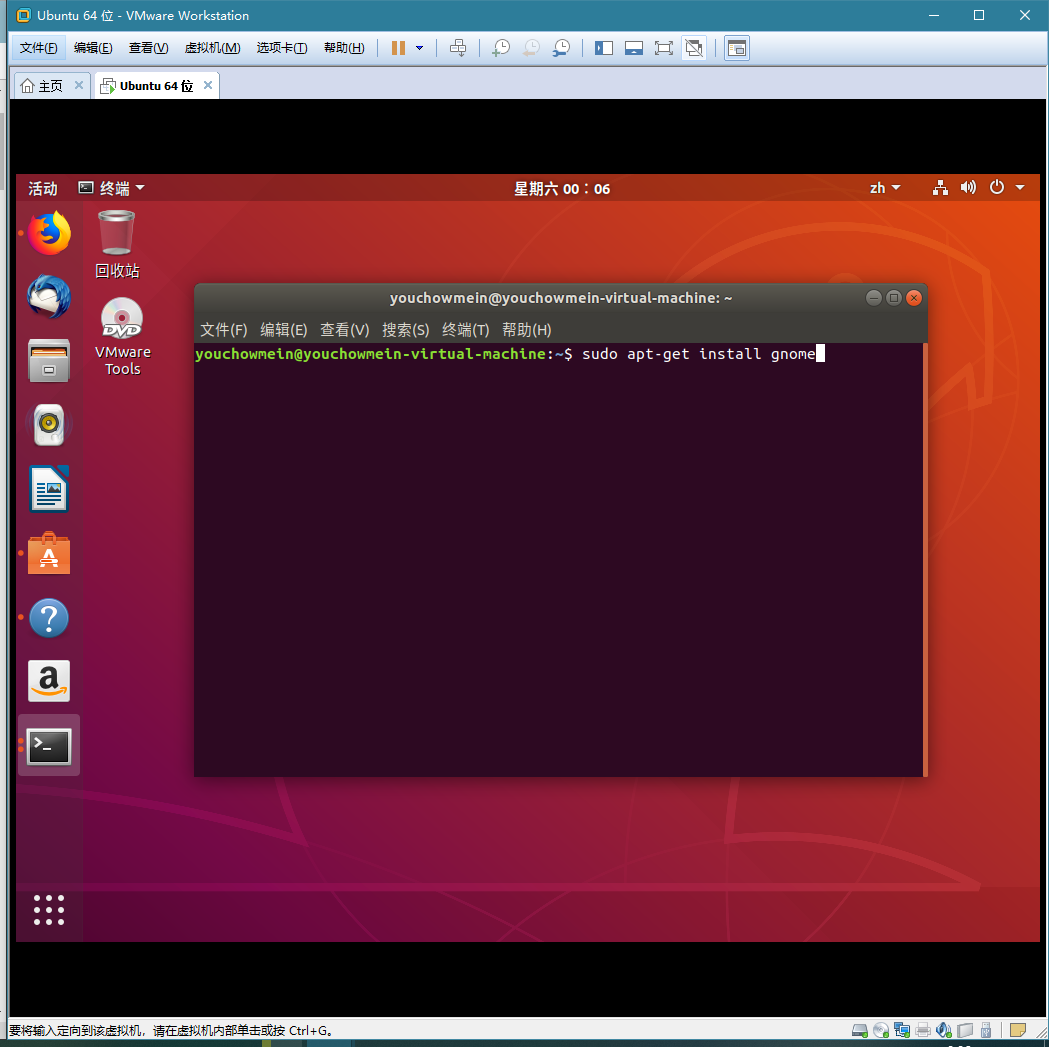 Ubuntu 64 位 - VMware Workstation
文件(F) 编辑(E) 查看(V) 虚拟机(M) 选项卡(T) 帮助(H)
主页 Ubuntu 64 位
活动 终端 星期六 00：06 zh
回收站
DVD
VMware
Tools
youchowmein@youchowmein-virtual-machine: ~
文件(F) 编辑(E) 查看(V) 搜索(S) 终端(T) 帮助(H)
youchowmein@youchowmein-virtual-machine:~$ sudo apt-get install gnome
要将输入定向到该虚拟机，请在虚拟机内部单击或按 Ctrl+G。